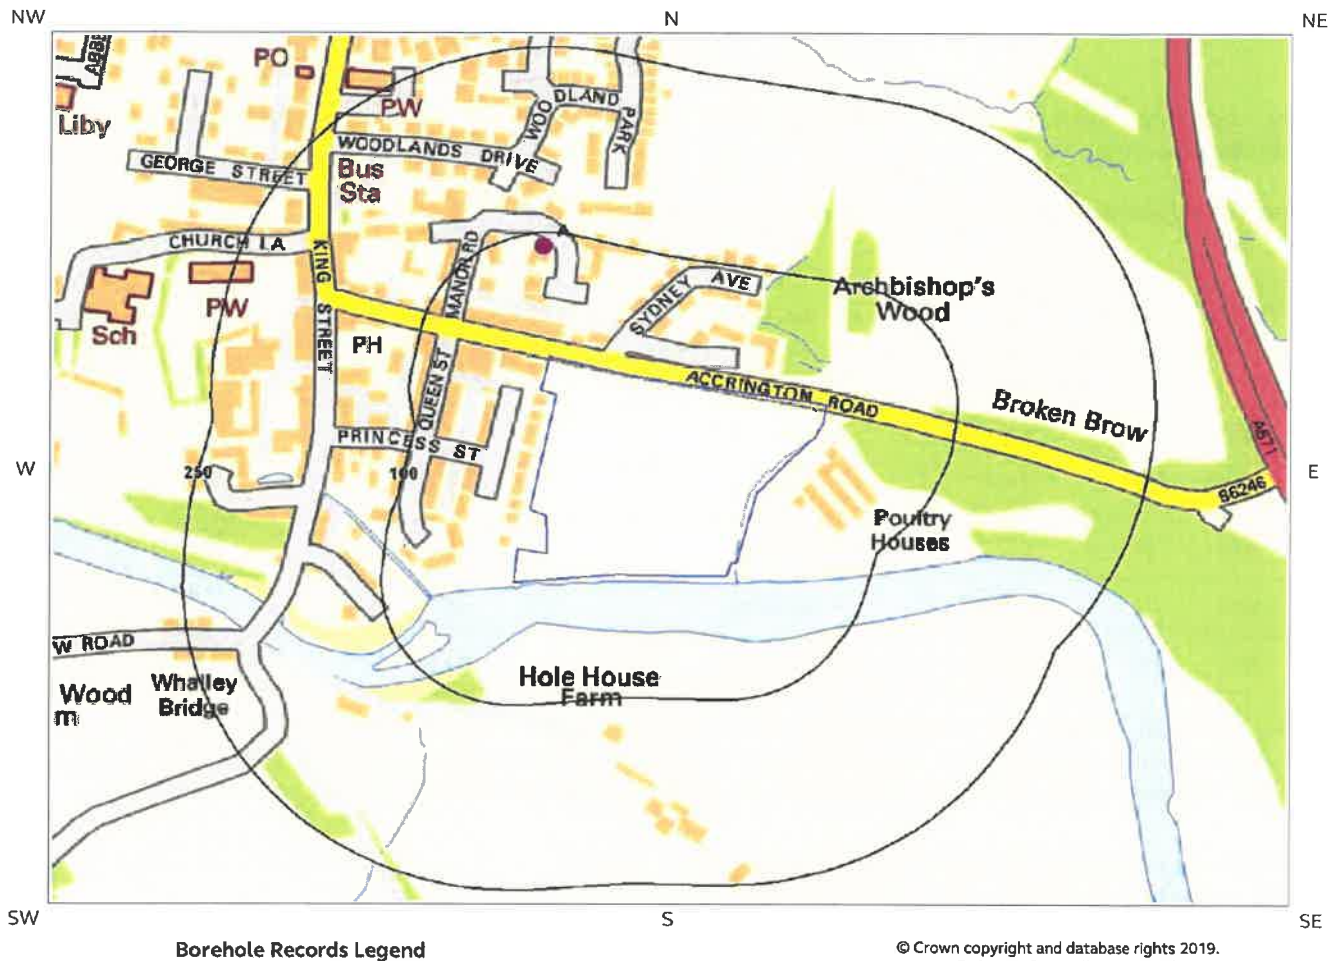 NW
N
NE
ABBE
PO
PW
Liby
WOODLAND
PARK
WOODLANDS DRIVE
GEORGE STREET
Bus
Sta
CHURCH LA
KING STREET
MANOR RD
A
SYDNEY AVE
Archbishop's
Wood
PW
Sch
PH
QUEEN ST
ACCRINGTON ROAD
Broken Brow
A671
PRINCESS ST
W
250
100
E
B6246
Poultry
Houses
W ROAD
Wood
m
Whalley
Bridge
Hole House
Farm
SW
S
SE
Borehole Records Legend
© Crown copyright and database rights 2019.